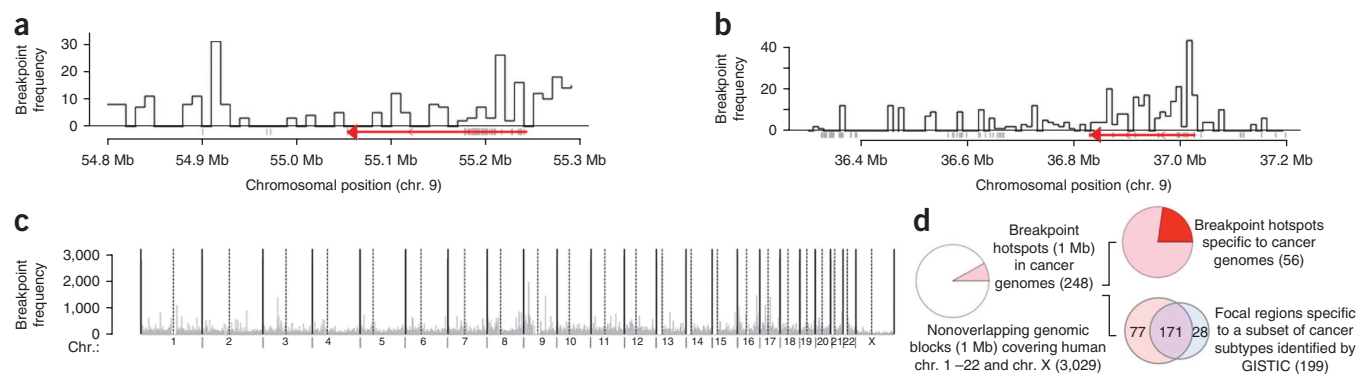 a
Breakpoint
frequency
30
20
10
0
54.8 Mb 54.9 Mb 55.0 Mb 55.1 Mb 55.2 Mb 55.3 Mb
Chromosomal position (chr. 9)
b
Breakpoint
frequency
40
20
0
36.4 Mb 36.6 Mb 36.8 Mb 37.0 Mb 37.2 Mb
Chromosomal position (chr. 9)
c
Breakpoint
frequency
3,000
2,000
1,000
0
Chr.: 1 2 3 4 5 6 7 8 9 10 11 12 13 14 15 16 17 18 19 20 21 22 X
d
Breakpoint
hotspots (1 Mb)
in cancer
genomes (248)
Nonoverlapping genomic
blocks (1 Mb) covering human
chr. 1 –22 and chr. X (3,029)
Breakpoint hotspots
specific to cancer
genomes (56)
77 171 28
Focal regions specific
to a subset of cancer
subtypes identified by
GISTIC (199)